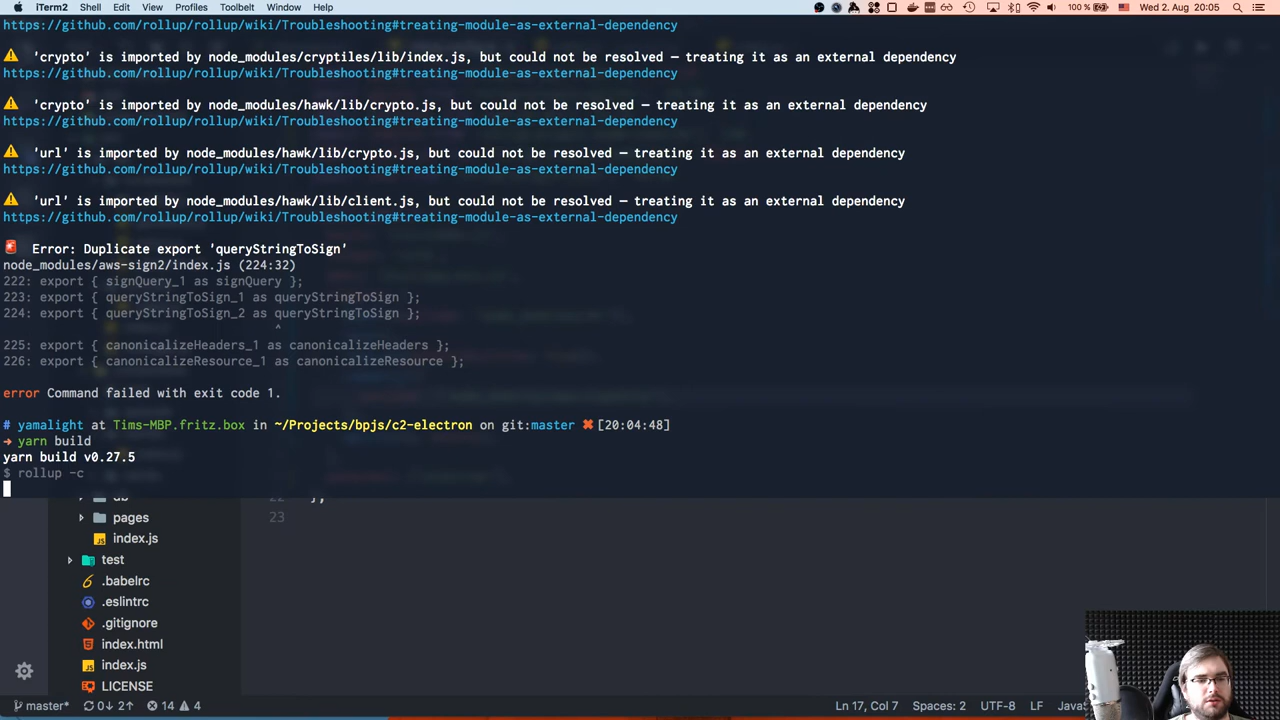 iTerm2 Shell Edit View Profiles Toolbelt Window Help 100 % Wed 2. Aug 20:05
https://github.com/rollup/rollup/wiki/Troubleshooting#treating-module-as-external-dependency
'crypto' is imported by node_modules/cryptiles/lib/index.js, but could not be resolved – treating it as an external dependency
https://github.com/rollup/rollup/wiki/Troubleshooting#treating-module-as-external-dependency
'crypto' is imported by node_modules/hawk/lib/crypto.js, but could not be resolved – treating it as an external dependency
https://github.com/rollup/rollup/wiki/Troubleshooting#treating-module-as-external-dependency
'url' is imported by node_modules/hawk/lib/crypto.js, but could not be resolved – treating it as an external dependency
https://github.com/rollup/rollup/wiki/Troubleshooting#treating-module-as-external-dependency
'url' is imported by node_modules/hawk/lib/client.js, but could not be resolved – treating it as an external dependency
https://github.com/rollup/rollup/wiki/Troubleshooting#treating-module-as-external-dependency
Error: Duplicate export 'queryStringToSign'
node_modules/aws-sign2/index.js (224:32)
222: export { signQuery_1 as signQuery };
223: export { queryStringToSign_1 as queryStringToSign };
224: export { queryStringToSign_2 as queryStringToSign };
^
225: export { canonicalizeHeaders_1 as canonicalizeHeaders };
226: export { canonicalizeResource_1 as canonicalizeResource };
error Command failed with exit code 1.
# yamalight at Tims-MBP.fritz.box in ~/Projects/bpjs/c2-electron on git:master ✖ [20:04:48]
➜ yarn build
yarn build v0.27.5
$ rollup -c
db
22 };
pages
23
index.js
test
.babelrc
.eslintrc
.gitignore
index.html
index.js
LICENSE
master* 0↓ 2↑ 14 4 Ln 17, Col 7 Spaces: 2 UTF-8 LF